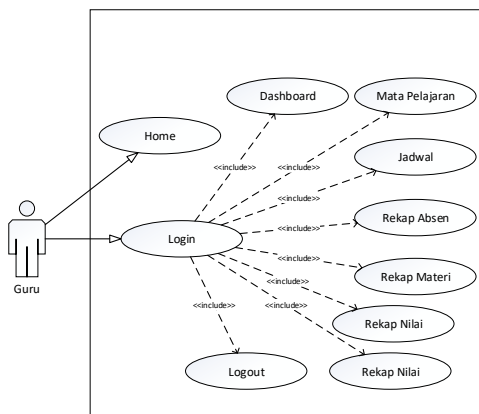 Dashboard
Mata Pelajaran
Home
<<include>>
<<include>>
Jadwal
<<include>>
Rekap Absen
<<include>>
Login
<<include>>
Rekap Materi
Guru
<<include>>
<<include>>
<<include>>
Rekap Nilai
Logout
Rekap Nilai